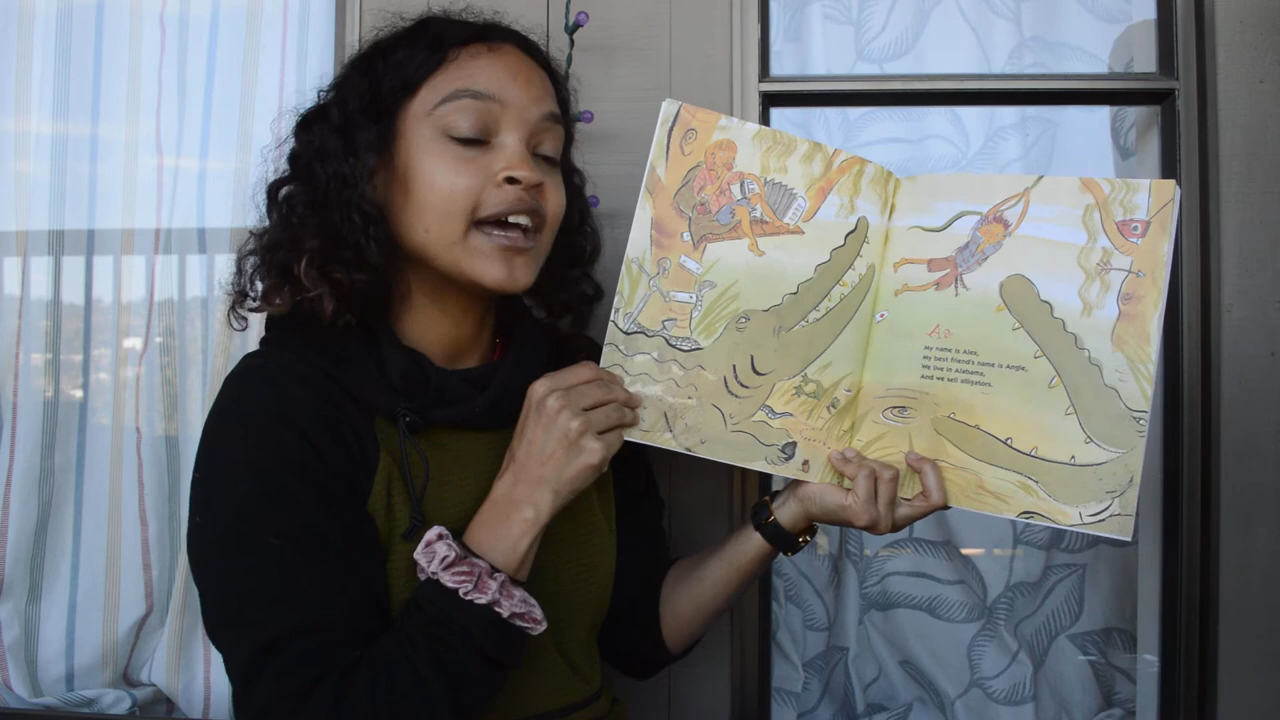 Aa
My name is Alex,
My best friend's name is Angie,
We live in Alabama,
And we sell alligators.